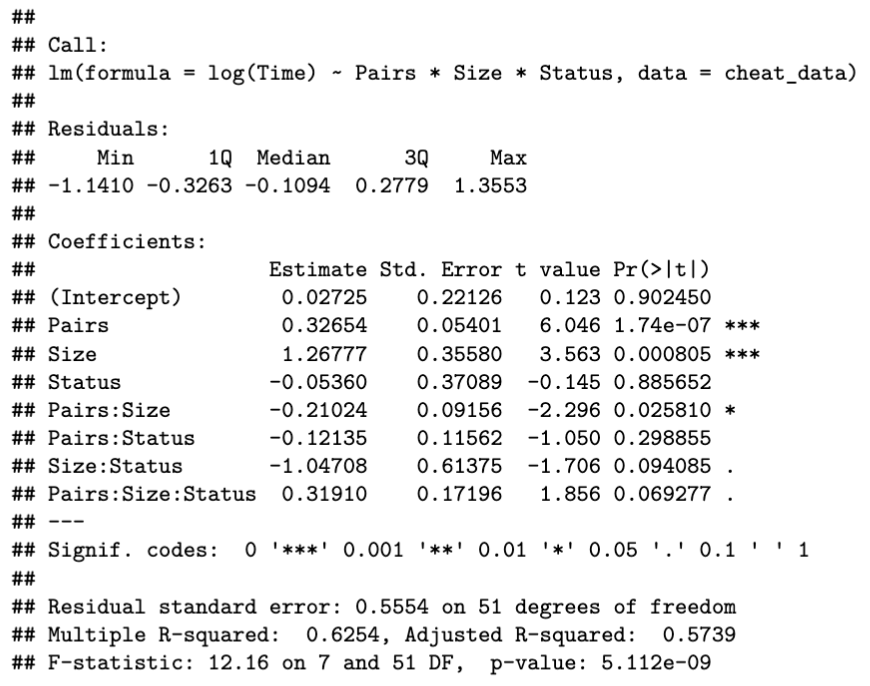 ##
## Call:
## lm(formula = log(Time) ~ Pairs * Size * Status, data = cheat_data)
##
## Residuals:
##     Min      1Q  Median      3Q     Max
## -1.1410 -0.3263 -0.1094  0.2779  1.3553
##
## Coefficients:
##                   Estimate Std. Error t value Pr(>|t|)
## (Intercept)        0.02725    0.22126   0.123 0.902450
## Pairs              0.32654    0.05401   6.046 1.74e-07 ***
## Size               1.26777    0.35580   3.563 0.000805 ***
## Status            -0.05360    0.37089  -0.145 0.885652
## Pairs:Size        -0.21024    0.09156  -2.296 0.025810 *
## Pairs:Status      -0.12135    0.11562  -1.050 0.298855
## Size:Status       -1.04708    0.61375  -1.706 0.094085 .
## Pairs:Size:Status  0.31910    0.17196   1.856 0.069277 .
## ---
## Signif. codes:  0 '***' 0.001 '**' 0.01 '*' 0.05 '.' 0.1 ' ' 1
##
## Residual standard error: 0.5554 on 51 degrees of freedom
## Multiple R-squared:  0.6254, Adjusted R-squared:  0.5739
## F-statistic: 12.16 on 7 and 51 DF,  p-value: 5.112e-09